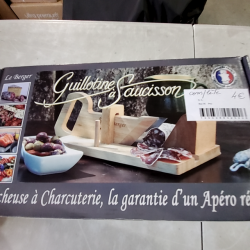 Le Berger
Guillotine
à Saucisson
4€
cheuse à Charcuterie, la garantie d'un Apéro ré